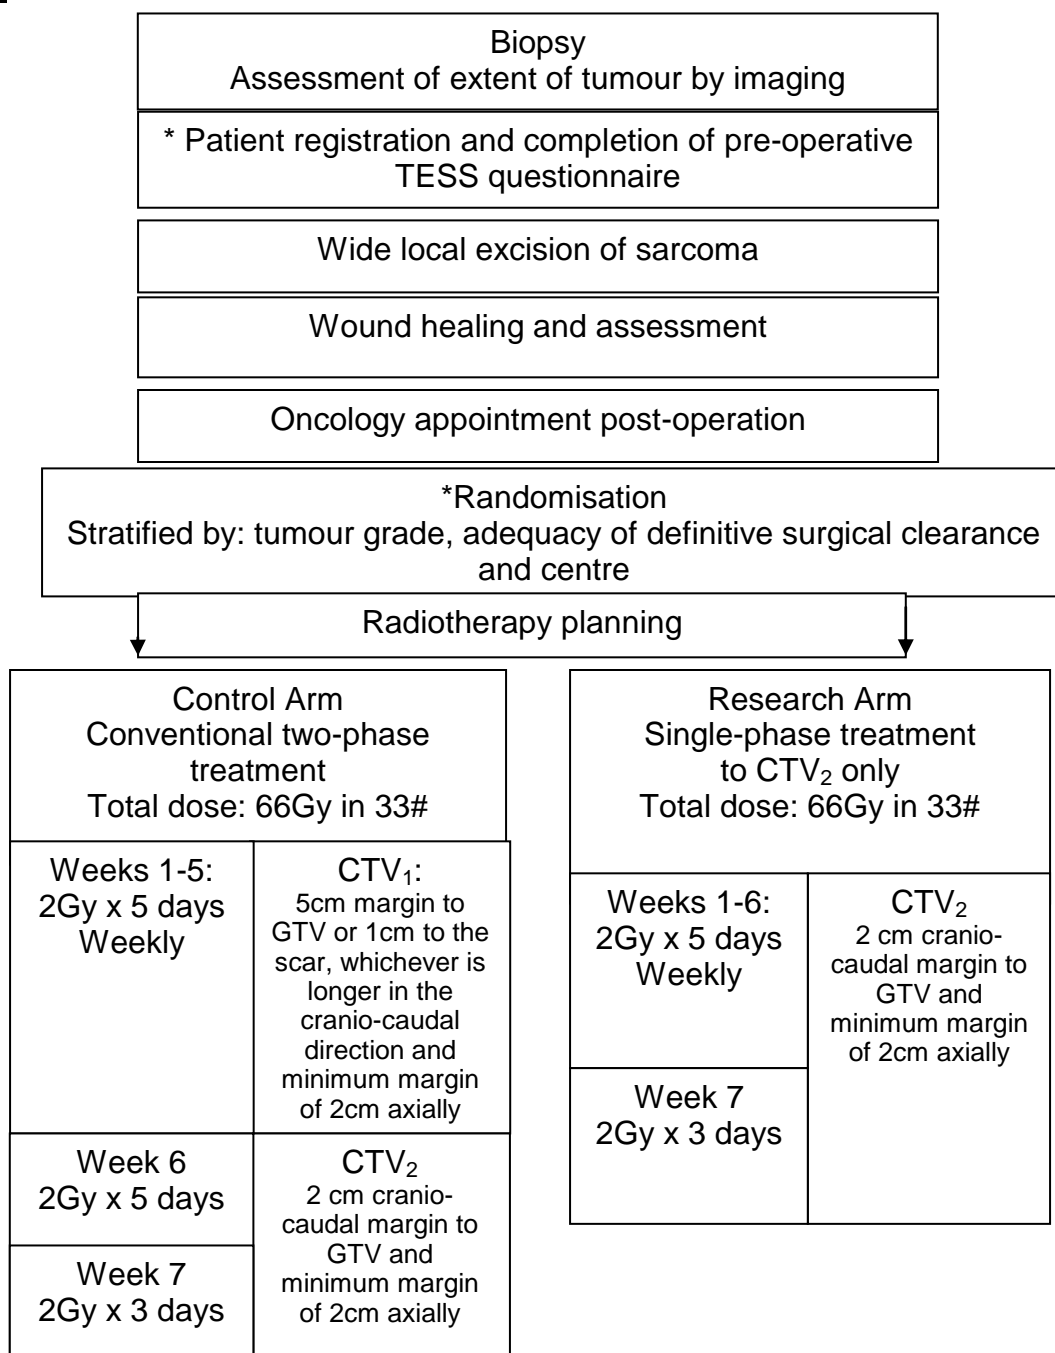 Biopsy
Assessment of extent of tumour by imaging
* Patient registration and completion of pre-operative
TESS questionnaire
Wide local excision of sarcoma
Wound healing and assessment
Oncology appointment post-operation
*Randomisation
Stratified by: tumour grade, adequacy of definitive surgical clearance
and centre
Radiotherapy planning
Control Arm
Conventional two-phase
treatment
Total dose: 66Gy in 33#
Weeks 1-5:
2Gy x 5 days
Weekly
CTV₁:
5cm margin to
GTV or 1cm to the
scar, whichever is
longer in the
cranio-caudal
direction and
minimum margin
of 2cm axially
Week 6
2Gy x 5 days
Week 7
2Gy x 3 days
CTV₂
2 cm cranio-
caudal margin to
GTV and
minimum margin
of 2cm axially
Research Arm
Single-phase treatment
to CTV₂ only
Total dose: 66Gy in 33#
Weeks 1-6:
2Gy x 5 days
Weekly
Week 7
2Gy x 3 days
CTV₂
2 cm cranio-
caudal margin to
GTV and
minimum margin
of 2cm axially